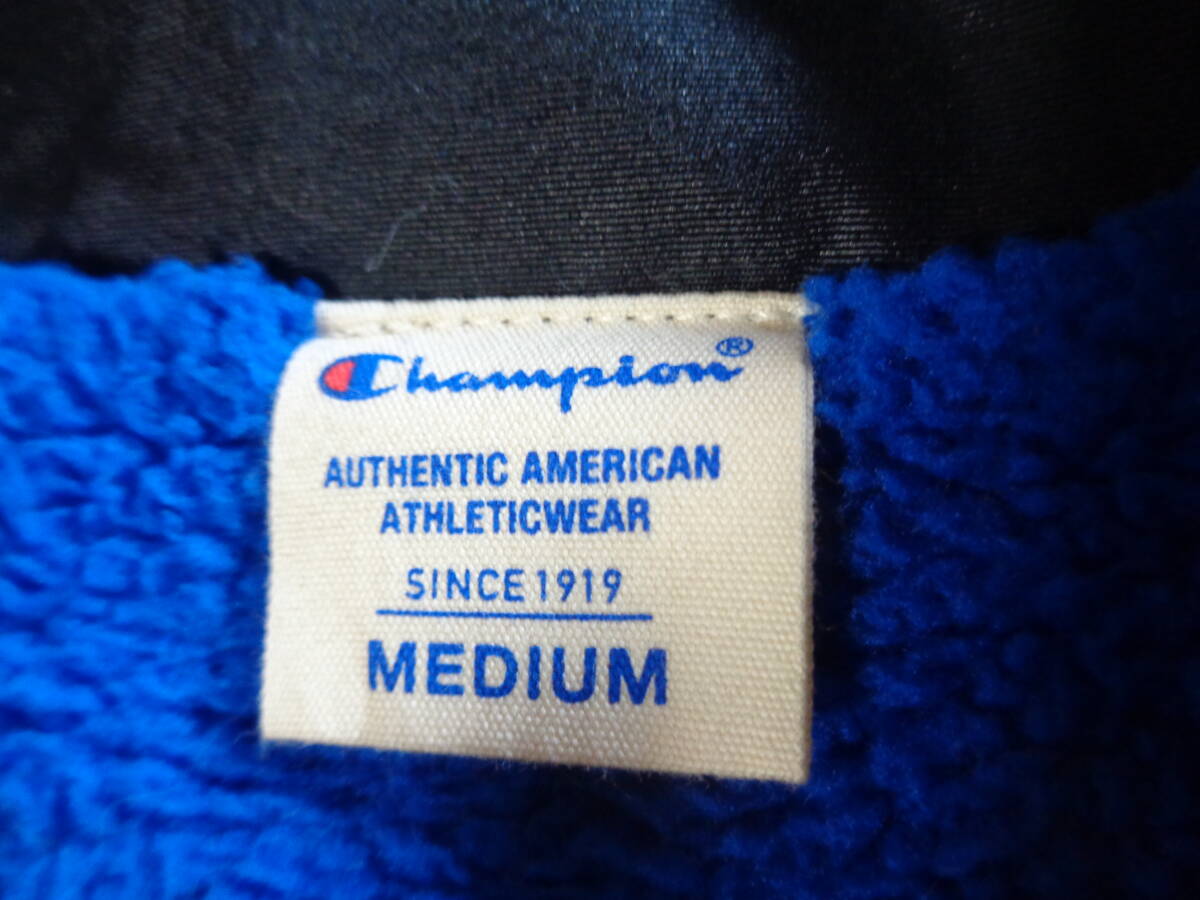 Champion®
AUTHENTIC AMERICAN
ATHLETICWEAR
SINCE 1919
MEDIUM